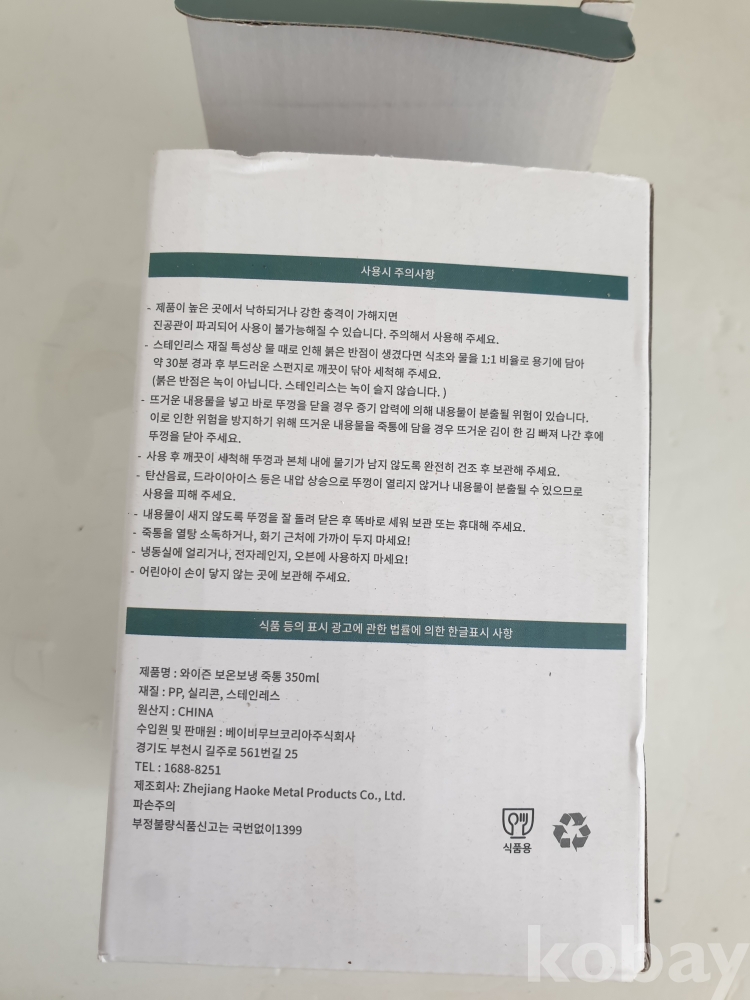 사용시 주의사항
- 제품이 높은 곳에서 낙하되거나 강한 충격이 가해지면
진공관이 파괴되어 사용이 불가능해질 수 있습니다. 주의해서 사용해 주세요.
- 스테인리스 재질 특성상 물 때로 인해 붉은 반점이 생겼다면 식초와 물을 1:1 비율로 용기에 담아
약 30분 경과 후 부드러운 스펀지로 깨끗이 닦아 세척해 주세요.
(붉은 반점은 녹이 아닙니다. 스테인리스는 녹이 슬지 않습니다. )
- 뜨거운 내용물을 넣고 바로 뚜껑을 닫을 경우 증기 압력에 의해 내용물이 분출될 위험이 있습니다.
이로 인한 위험을 방지하기 위해 뜨거운 내용물을 죽통에 담을 경우 뜨거운 김이 한 김 빠져 나간 후에
뚜껑을 닫아 주세요.
- 사용 후 깨끗이 세척해 뚜껑과 본체 내에 물기가 남지 않도록 완전히 건조 후 보관해 주세요.
- 탄산음료, 드라이아이스 등은 내압 상승으로 뚜껑이 열리지 않거나 내용물이 분출될 수 있으므로
사용을 피해 주세요.
- 내용물이 새지 않도록 뚜껑을 잘 돌려 닫은 후 똑바로 세워 보관 또는 휴대해 주세요.
- 죽통을 열탕 소독하거나, 화기 근처에 가까이 두지 마세요!
- 냉동실에 얼리거나, 전자레인지, 오븐에 사용하지 마세요!
- 어린아이 손이 닿지 않는 곳에 보관해 주세요.
식품 등의 표시 광고에 관한 법률에 의한 한글표시 사항
제품명 : 와이즌 보온보냉 죽통 350ml
재질 : PP, 실리콘, 스테인레스
원산지 : CHINA
수입원 및 판매원 : 베이비무브코리아주식회사
경기도 부천시 길주로 561번길 25
TEL : 1688-8251
제조회사: Zhejiang Haoke Metal Products Co., Ltd.
파손주의
부정불량식품신고는 국번없이1399
식품용
kobay